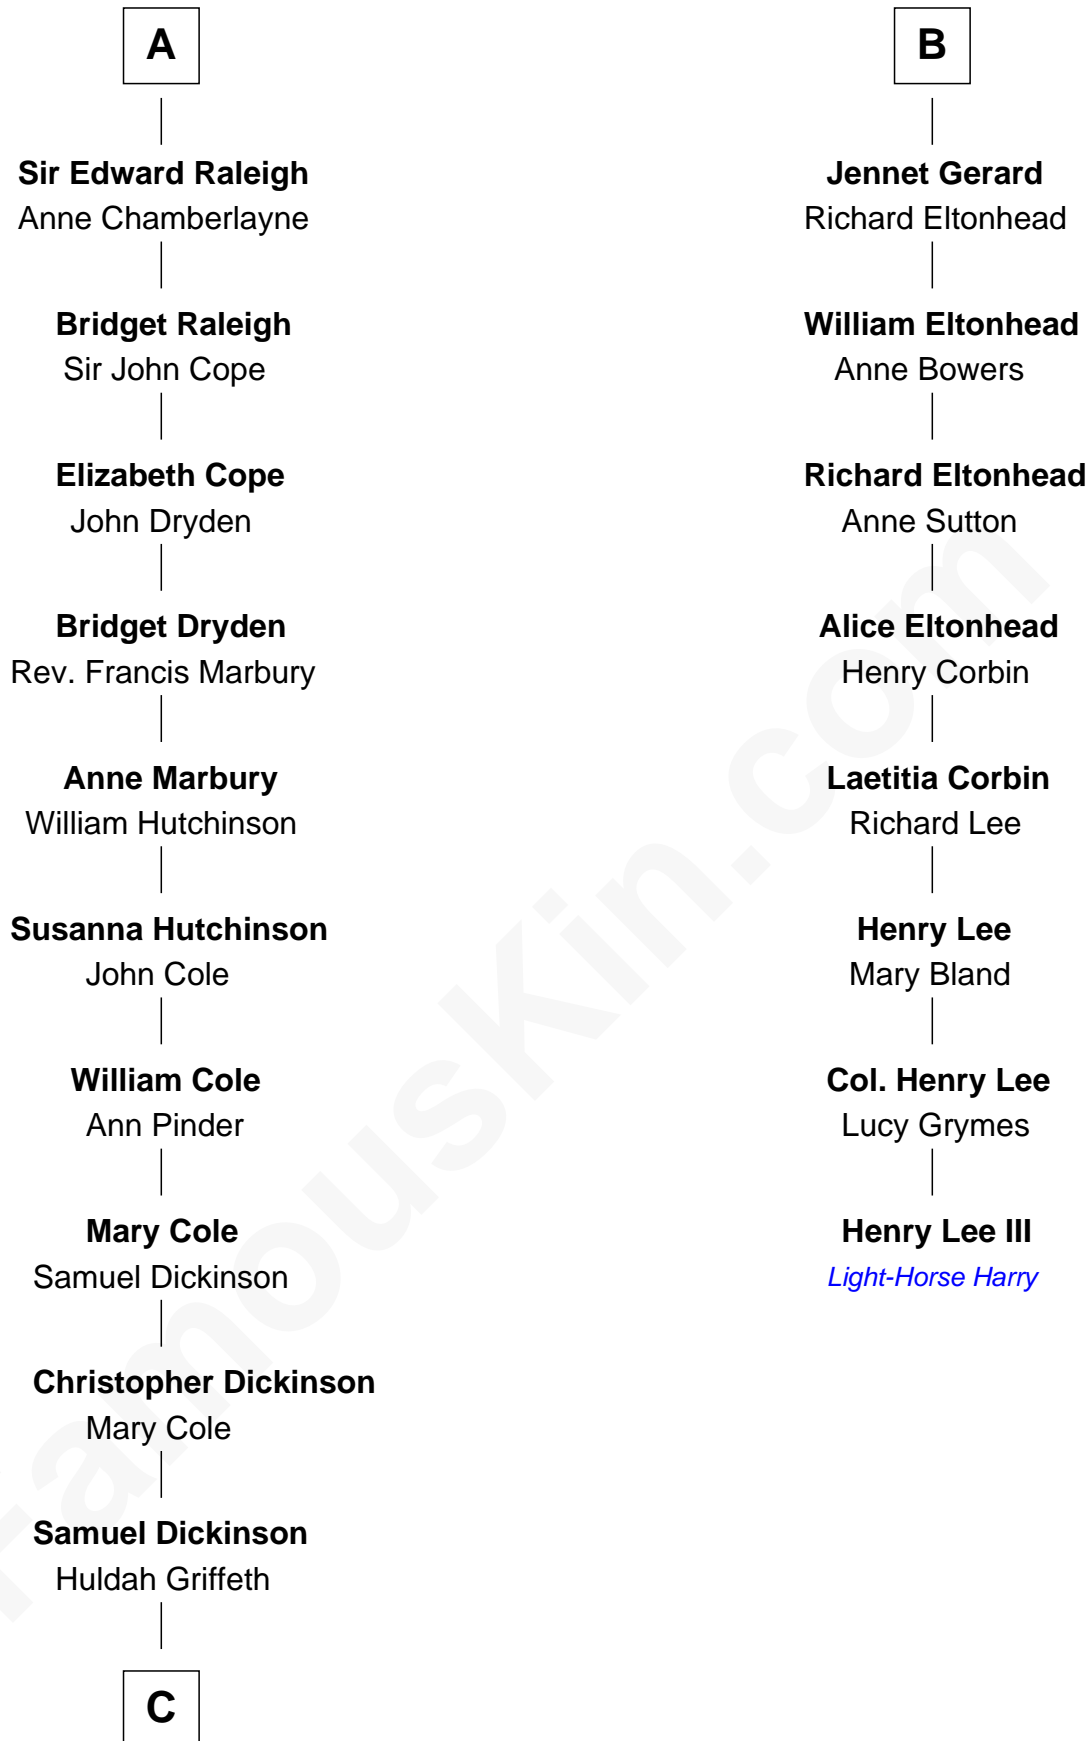 A
Sir Edward Raleigh
Anne Chamberlayne
Bridget Raleigh
Sir John Cope
Elizabeth Cope
John Dryden
Bridget Dryden
Rev. Francis Marbury
Anne Marbury
William Hutchinson
Susanna Hutchinson
John Cole
William Cole
Ann Pinder
Mary Cole
Samuel Dickinson
Christopher Dickinson
Mary Cole
Samuel Dickinson
Huldah Griffeth
C
B
Jennet Gerard
Richard Eltonhead
William Eltonhead
Anne Bowers
Richard Eltonhead
Anne Sutton
Alice Eltonhead
Henry Corbin
Laetitia Corbin
Richard Lee
Henry Lee
Mary Bland
Col. Henry Lee
Lucy Grymes
Henry Lee III
Light-Horse Harry
FamousKin.com